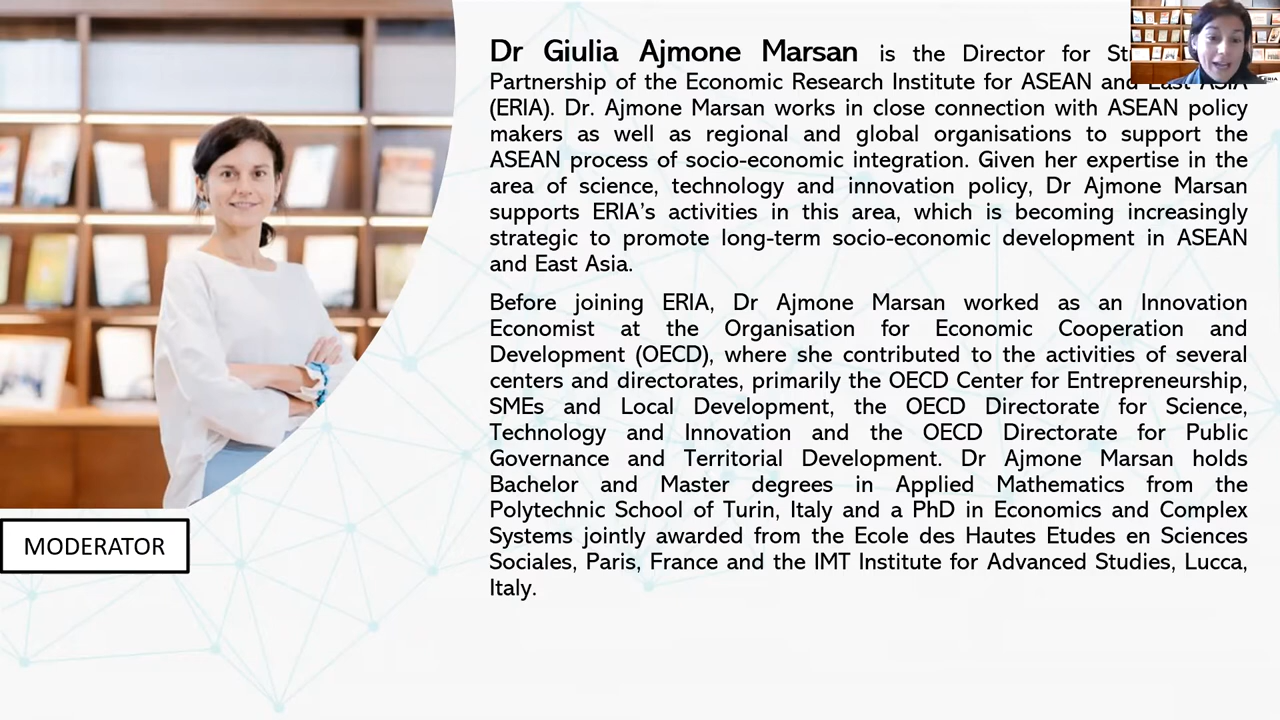 Dr Giulia Ajmone Marsan is the Director for
Partnership of the Economic Research Institute for ASEAN and East Asia
(ERIA). Dr. Ajmone Marsan works in close connection with ASEAN policy
makers as well as regional and global organisations to support the
ASEAN process of socio-economic integration. Given her expertise in the
area of science, technology and innovation policy, Dr Ajmone Marsan
supports ERIA's activities in this area, which is becoming increasingly
strategic to promote long-term socio-economic development in ASEAN
and East Asia.
Before joining ERIA, Dr Ajmone Marsan worked as an Innovation
Economist at the Organisation for Economic Cooperation and
Development (OECD), where she contributed to the activities of several
centers and directorates, primarily the OECD Center for Entrepreneurship,
SMEs and Local Development, the OECD Directorate for Science,
Technology and Innovation and the OECD Directorate for Public
Governance and Territorial Development. Dr Ajmone Marsan holds
Bachelor and Master degrees in Applied Mathematics from the
Polytechnic School of Turin, Italy and a PhD in Economics and Complex
Systems jointly awarded from the Ecole des Hautes Etudes en Sciences
Sociales, Paris, France and the IMT Institute for Advanced Studies, Lucca,
Italy.
MODERATOR